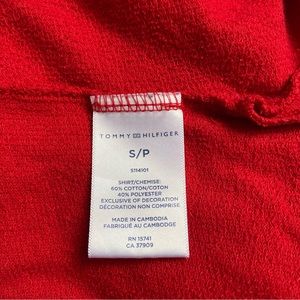 TOMMY HILFIGER
S/P
S114101
SHIRT/CHEMISE:
60% COTTON/COTON
40% POLYESTER
EXCLUSIVE OF DECORATION
DÉCORATION NON COMPRISE
MADE IN CAMBODIA
FABRIQUÉ AU CAMBODGE
RN 15741
CA 37909